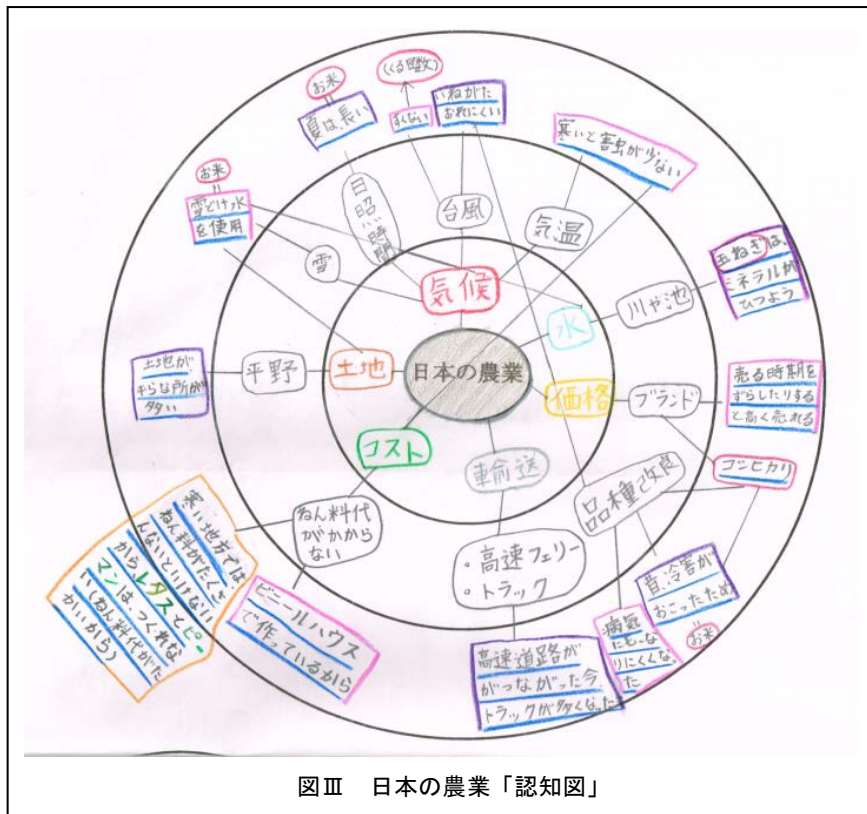 お米
夏は、長い
(くる回数)
すくない
いねがた
おれにくい
寒いと害虫が少ない
お米
雪どけ水
を使用
雪
日照時間
台風
気温
気候
水
川や池
玉ねぎは、
ミネラルが
ひつよう
土地が
平らな所が
多い
平野
土地
日本の農業
価格
ブランド
売る時期を
ずらしたりする
と高く売れる
コシヒカリ
コスト
輸送
品種改良
ねん料代
がかから
ない
・高速フェリー
・トラック
昔、冷害が
おこったため
お米
病気
にもな
りにくくな
た
寒い地方では
ねん料がたくさ
んないといけない
から、レタスとピー
マンは、つくれな
い(ねん料代がた
かいから)
ビニールハウス
で作っているから
高速道路が
がつながった今、
トラックが多くなった
図Ⅲ 日本の農業「認知図」